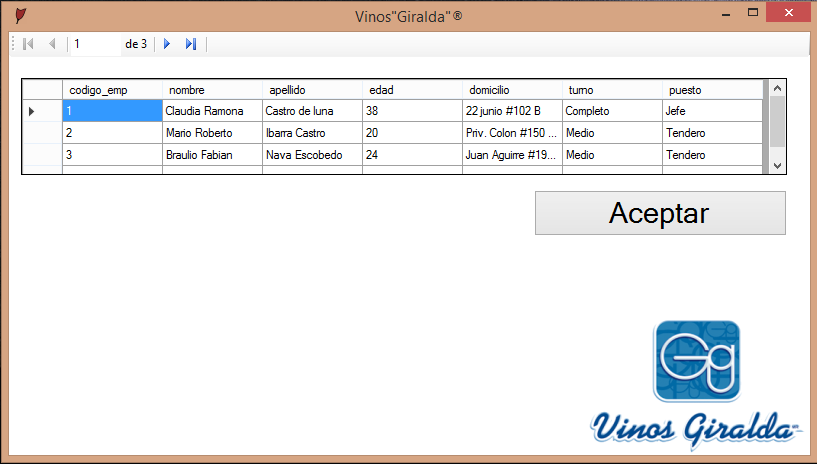 Vinos"Giralda"®
1 de 3
codigo_emp nombre apellido edad domicilio turno puesto
1 Claudia Ramona Castro de luna 38 22 junio #102 B Completo Jefe
2 Mario Roberto Ibarra Castro 20 Priv. Colon #150 ... Medio Tendero
3 Braulio Fabian Nava Escobedo 24 Juan Aguirre #19... Medio Tendero
Aceptar
Gg
Vinos Giralda